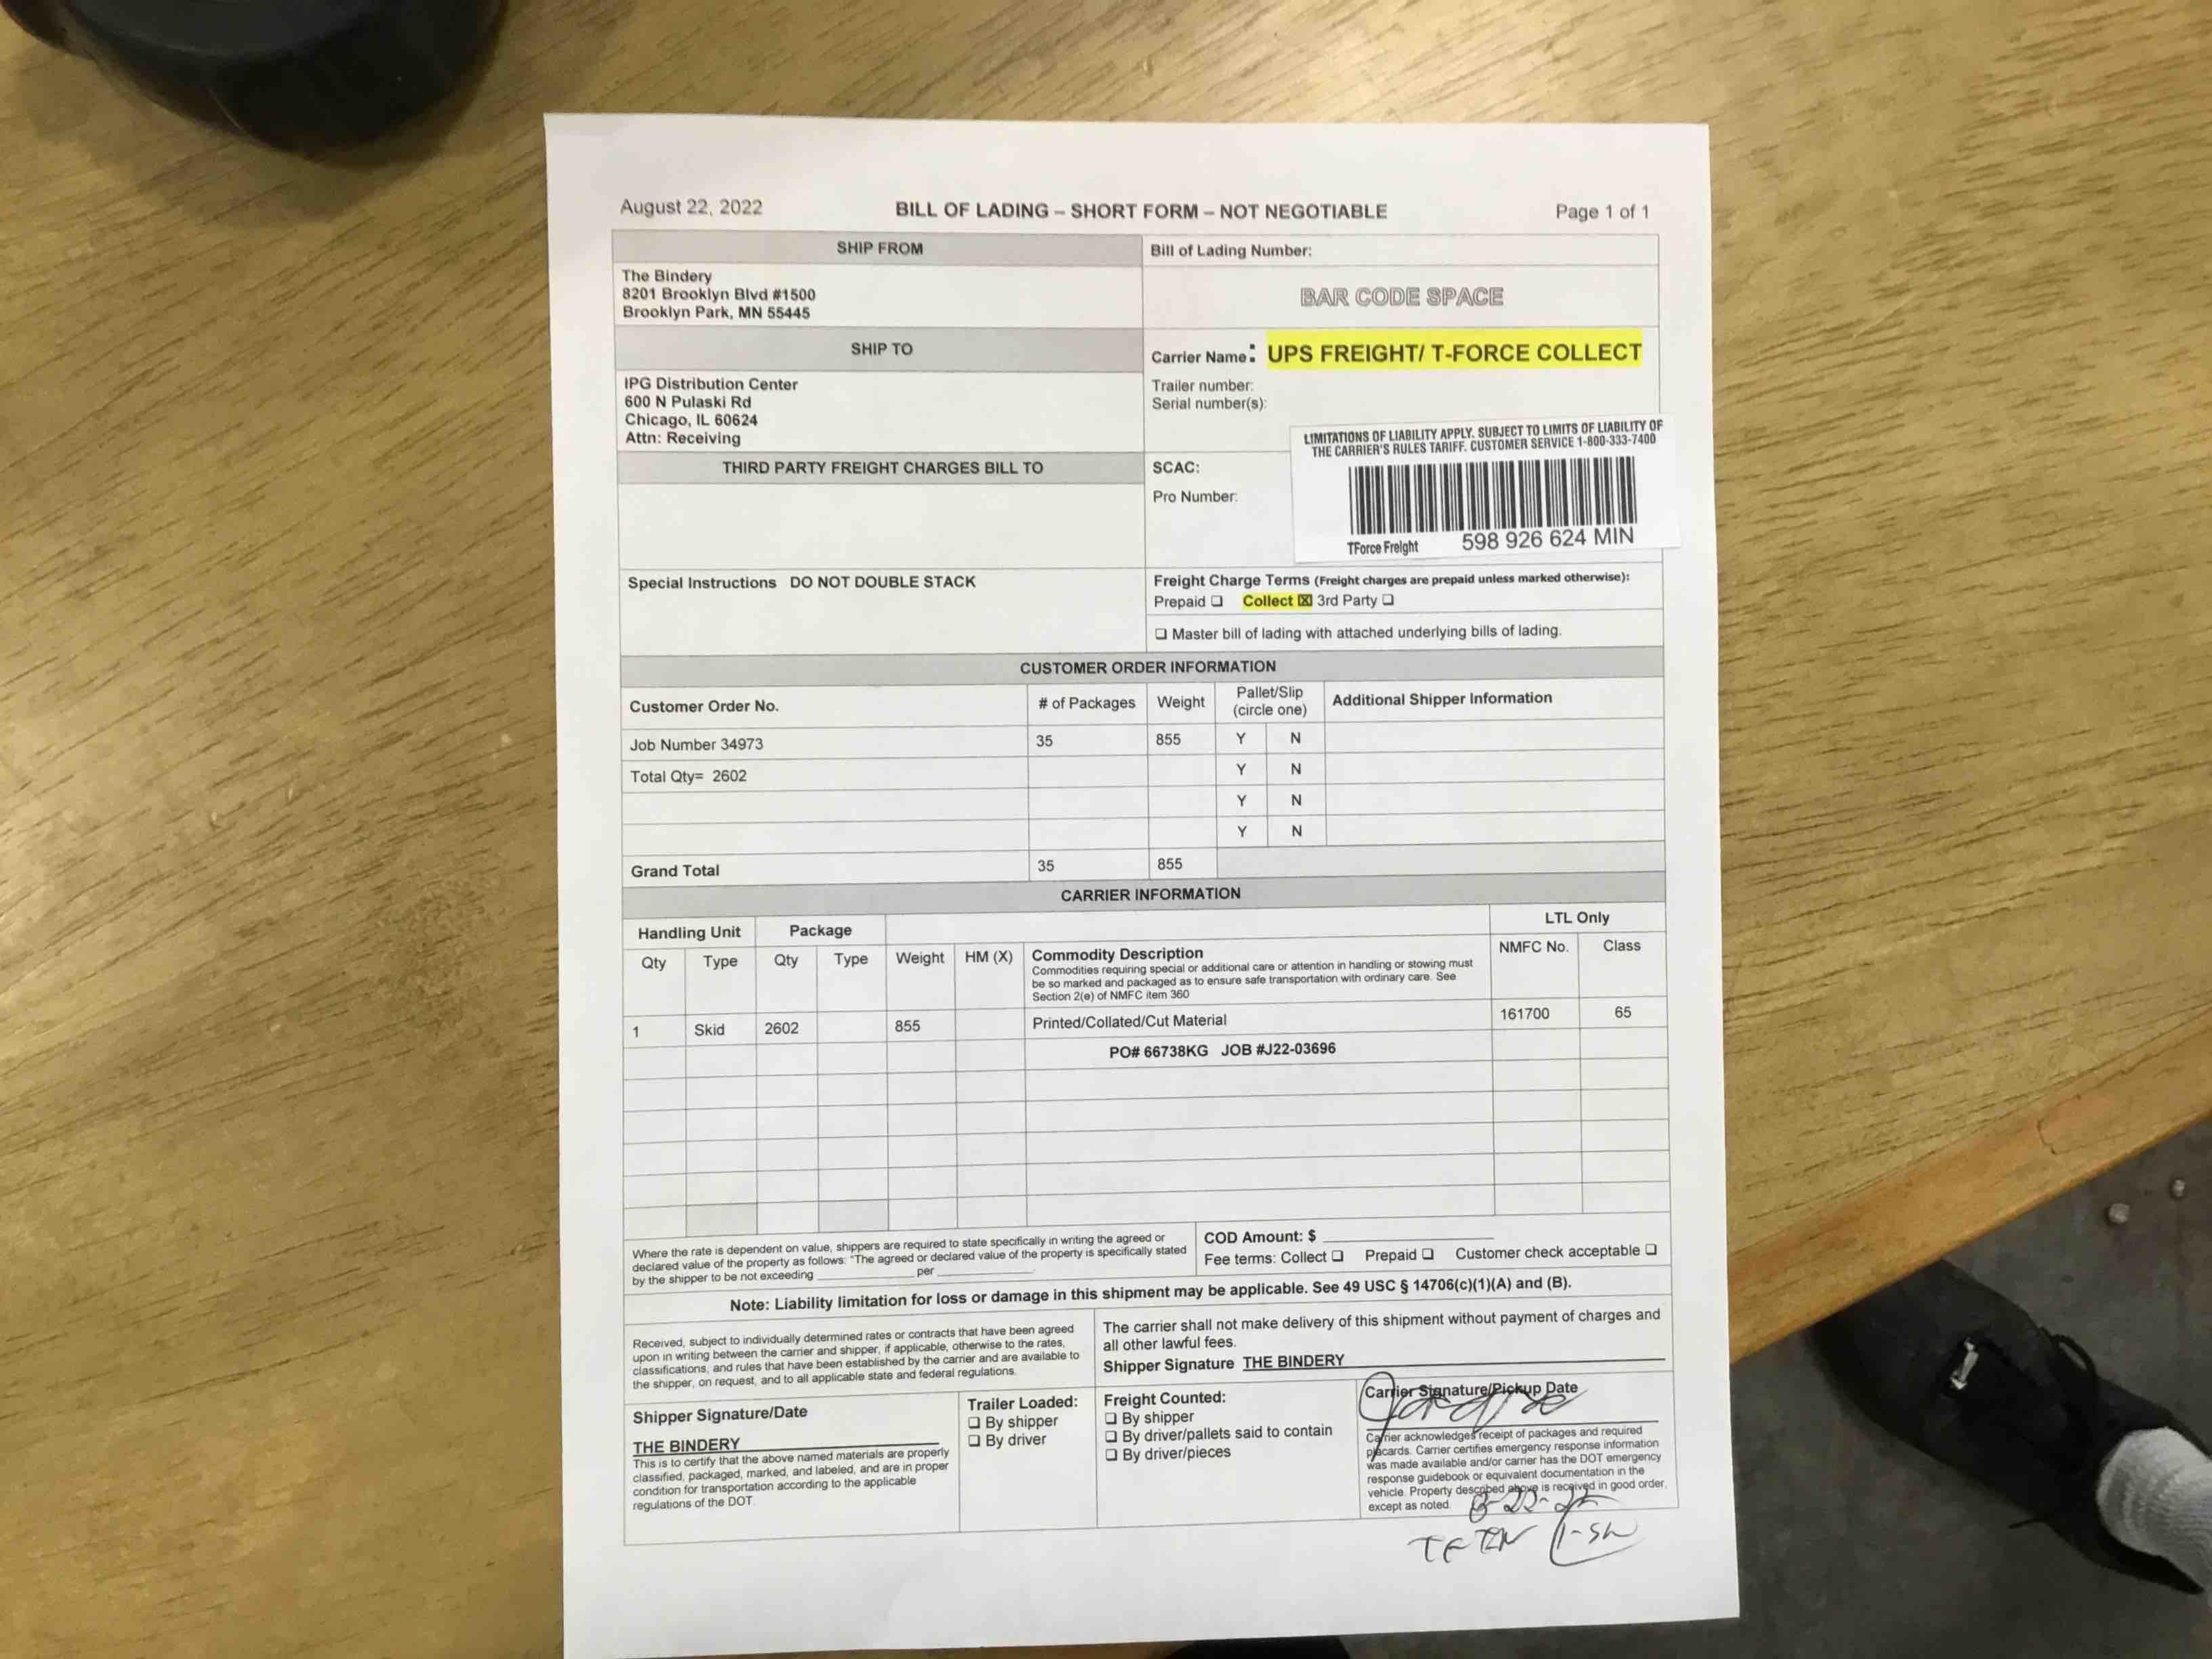 August 22, 2022 BILL OF LADING – SHORT FORM – NOT NEGOTIABLE Page 1 of 1
SHIP FROM
The Bindery
8201 Brooklyn Blvd #1500
Brooklyn Park, MN 55445
Bill of Lading Number:
BAR CODE SPACE
SHIP TO
IPG Distribution Center
600 N Pulaski Rd
Chicago, IL 60624
Attn: Receiving
Carrier Name: UPS FREIGHT/ T-FORCE COLLECT
Trailer number:
Serial number(s):
LIMITATIONS OF LIABILITY APPLY. SUBJECT TO LIMITS OF LIABILITY OF
THE CARRIER'S RULES TARIFF. CUSTOMER SERVICE 1-800-333-7400
THIRD PARTY FREIGHT CHARGES BILL TO
SCAC:
Pro Number:
TForce Freight 598 926 624 MIN
Special Instructions DO NOT DOUBLE STACK
Freight Charge Terms (Freight charges are prepaid unless marked otherwise):
Prepaid ❑ Collect ☒ 3rd Party ❑
❑ Master bill of lading with attached underlying bills of lading.
CUSTOMER ORDER INFORMATION
Customer Order No. # of Packages Weight Pallet/Slip (circle one) Additional Shipper Information
Job Number 34973 35 855 Y N
Total Qty= 2602 Y N
Y N
Y N
Grand Total 35 855
CARRIER INFORMATION
Handling Unit Package LTL Only
Qty Type Qty Type Weight HM (X) Commodity Description NMFC No. Class
Commodities requiring special or additional care or attention in handling or stowing must
be so marked and packaged as to ensure safe transportation with ordinary care. See
Section 2(e) of NMFC item 360
1 Skid 2602 855 Printed/Collated/Cut Material 161700 65
PO# 66738KG JOB #J22-03696
Where the rate is dependent on value, shippers are required to state specifically in writing the agreed or
declared value of the property as follows: "The agreed or declared value of the property is specifically stated
by the shipper to be not exceeding ____________ per ____________.
COD Amount: $ ____________
Fee terms: Collect ❑ Prepaid ❑ Customer check acceptable ❑
Note: Liability limitation for loss or damage in this shipment may be applicable. See 49 USC § 14706(c)(1)(A) and (B).
Received, subject to individually determined rates or contracts that have been agreed
upon in writing between the carrier and shipper, if applicable, otherwise to the rates,
classifications, and rules that have been established by the carrier and are available to
the shipper, on request, and to all applicable state and federal regulations.
The carrier shall not make delivery of this shipment without payment of charges and
all other lawful fees.
Shipper Signature THE BINDERY
Shipper Signature/Date
THE BINDERY
This is to certify that the above named materials are properly
classified, packaged, marked, and labeled, and are in proper
condition for transportation according to the applicable
regulations of the DOT.
Trailer Loaded:
❑ By shipper
❑ By driver
Freight Counted:
❑ By shipper
❑ By driver/pallets said to contain
❑ By driver/pieces
Carrier Signature/Pickup Date
Carrier acknowledges receipt of packages and required
placards. Carrier certifies emergency response information
was made available and/or carrier has the DOT emergency
response guidebook or equivalent documentation in the
vehicle. Property described above is received in good order,
except as noted.
8-22-22